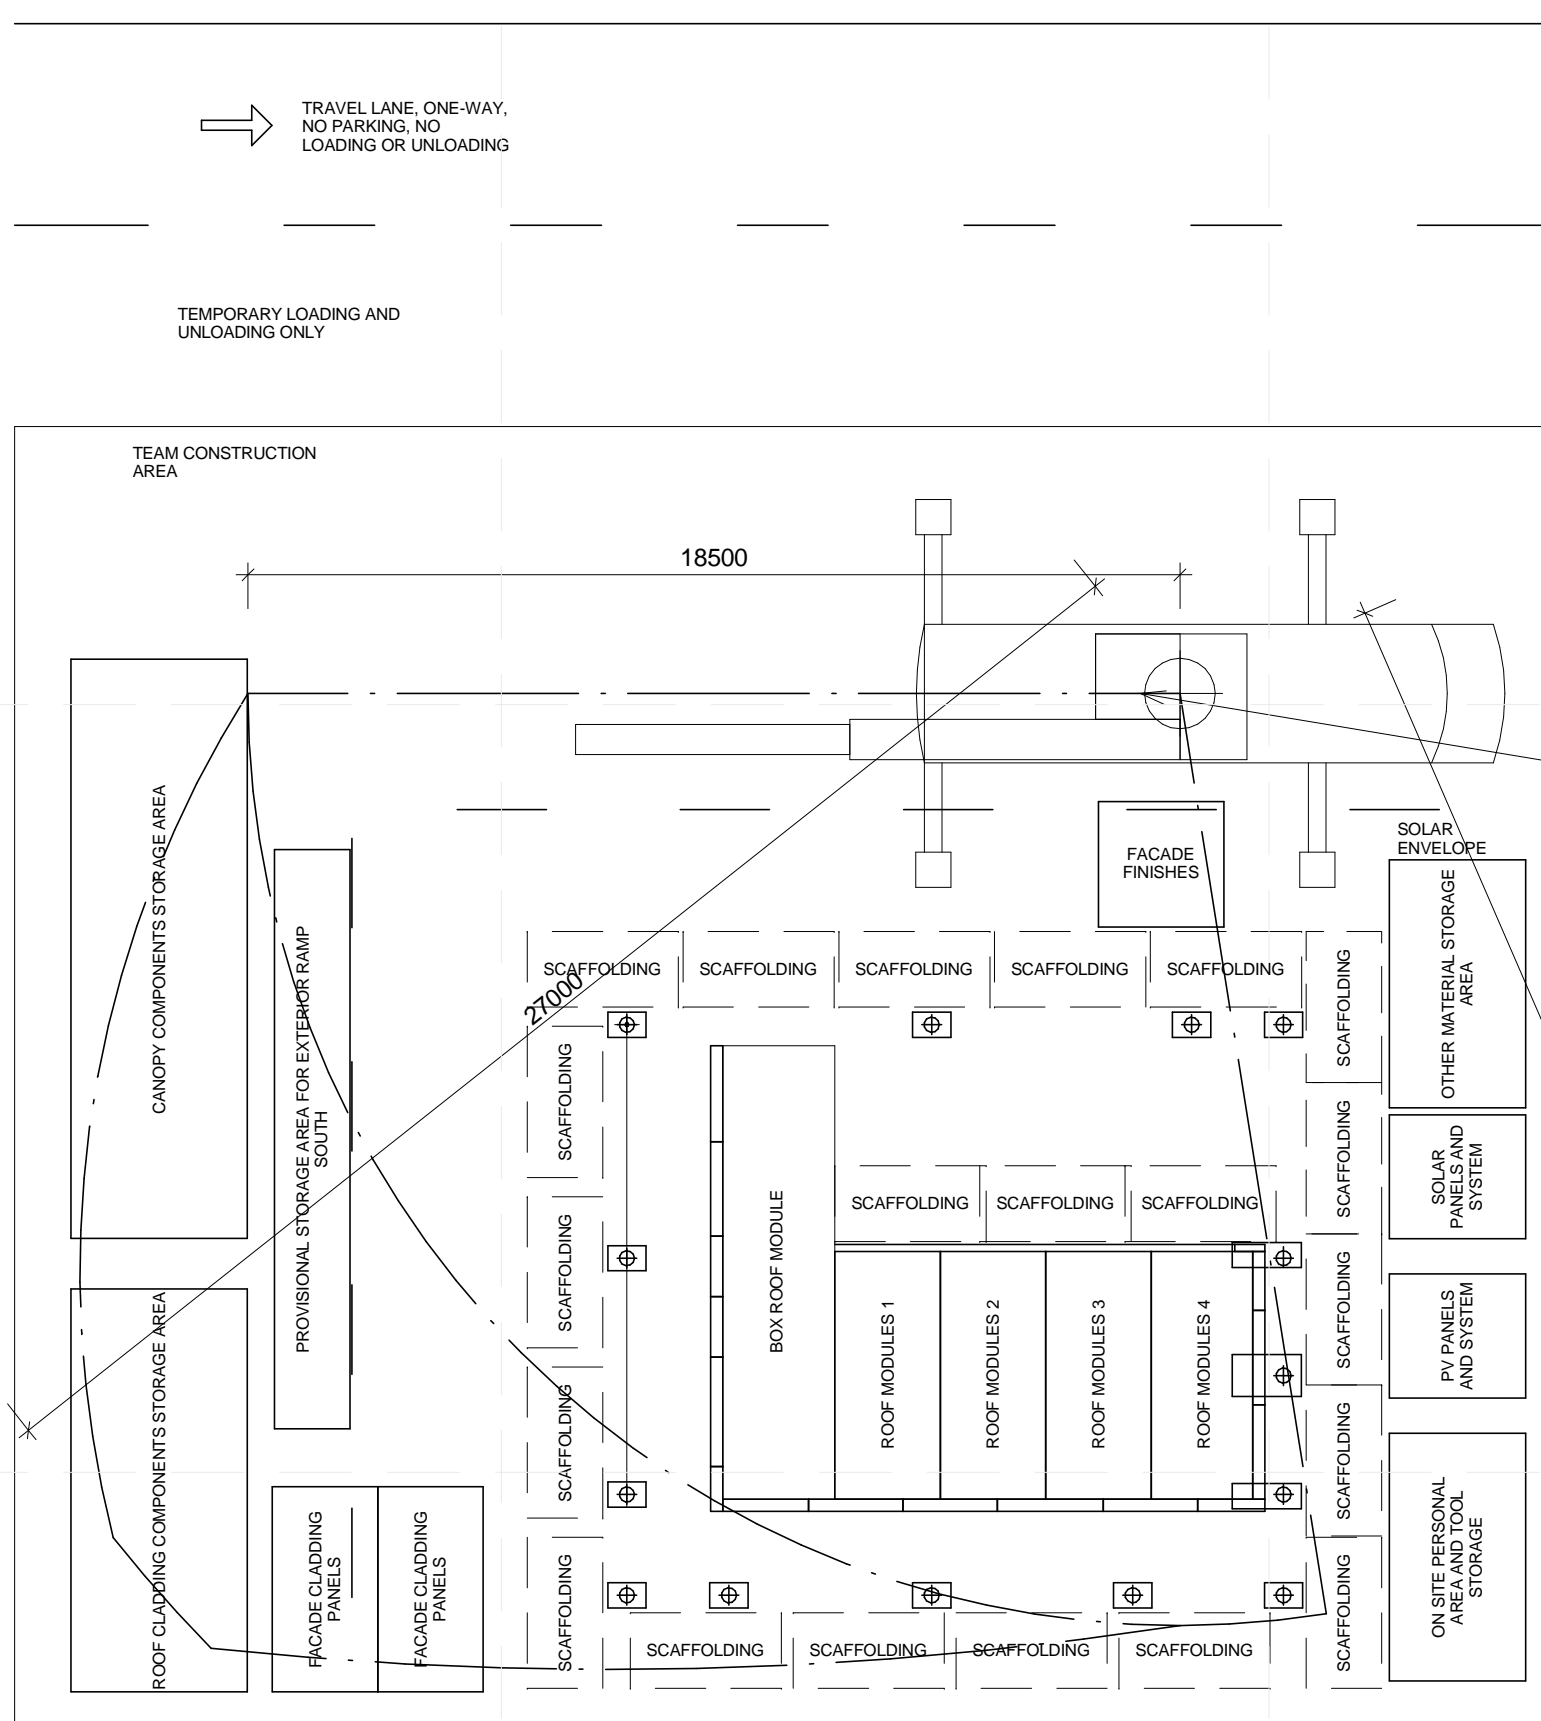 TRAVEL LANE, ONE-WAY,
NO PARKING, NO
LOADING OR UNLOADING
TEMPORARY LOADING AND
UNLOADING ONLY
TEAM CONSTRUCTION
AREA
18500
27000
CANOPY COMPONENTS STORAGE AREA
PROVISIONAL STORAGE AREA FOR EXTERIOR RAMP
SOUTH
FACADE
FINISHES
SOLAR
ENVELOPE
OTHER MATERIAL STORAGE
AREA
SCAFFOLDING
SCAFFOLDING
SCAFFOLDING
SCAFFOLDING
SCAFFOLDING
SCAFFOLDING
SCAFFOLDING
SCAFFOLDING
SCAFFOLDING
SCAFFOLDING
SCAFFOLDING
SCAFFOLDING
SCAFFOLDING
SCAFFOLDING
SOLAR
PANELS AND
SYSTEM
BOX ROOF MODULE
ROOF MODULES 1
ROOF MODULES 2
ROOF MODULES 3
ROOF MODULES 4
SCAFFOLDING
PV PANELS
AND SYSTEM
ROOF CLADDING COMPONENTS STORAGE AREA
FACADE CLADDING
PANELS
FACADE CLADDING
PANELS
SCAFFOLDING
SCAFFOLDING
ON SITE PERSONAL
AREA AND TOOL
STORAGE
SCAFFOLDING
SCAFFOLDING
SCAFFOLDING
SCAFFOLDING
SCAFFOLDING